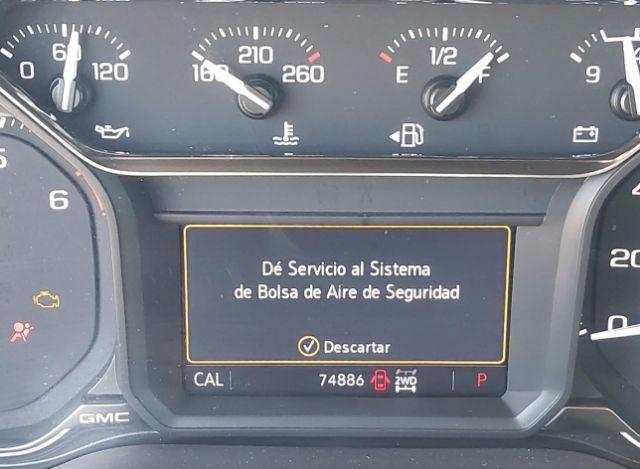 0 60 120
160 210 260
E 1/2 F
9
5
6
Dé Servicio al Sistema
de Bolsa de Aire de Seguridad
Descartar
CAL 74886 2WD P
20
0
GMC